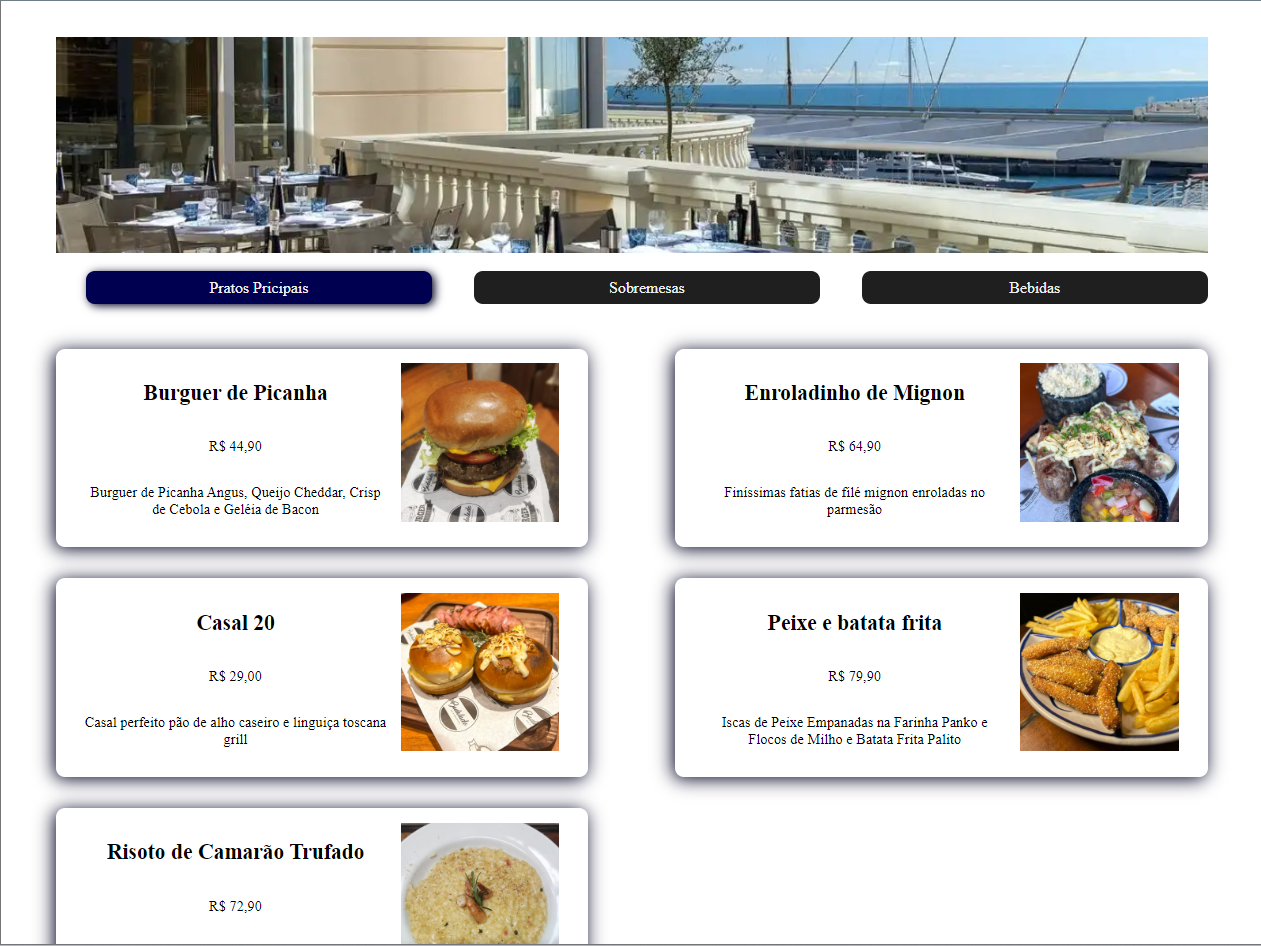 Pratos Pricipais
Sobremesas
Bebidas
Burguer de Picanha
R$ 44,90
Burguer de Picanha Angus, Queijo Cheddar, Crisp
de Cebola e Geléia de Bacon
Enroladinho de Mignon
R$ 64,90
Finíssimas fatias de filé mignon enroladas no
parmesão
Casal 20
R$ 29,00
Casal perfeito pão de alho caseiro e linguiça toscana
grill
Peixe e batata frita
R$ 79,90
Iscas de Peixe Empanadas na Farinha Panko e
Flocos de Milho e Batata Frita Palito
Risoto de Camarão Trufado
R$ 72,90